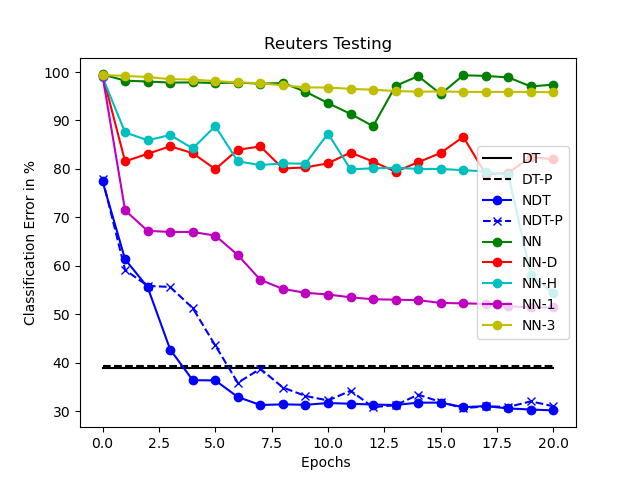 Reuters Testing
Classification Error in %
100
90
80
70
60
50
40
30
0.0 2.5 5.0 7.5 10.0 12.5 15.0 17.5 20.0
Epochs
DT
DT-P
NDT
NDT-P
NN
NN-D
NN-H
NN-1
NN-3